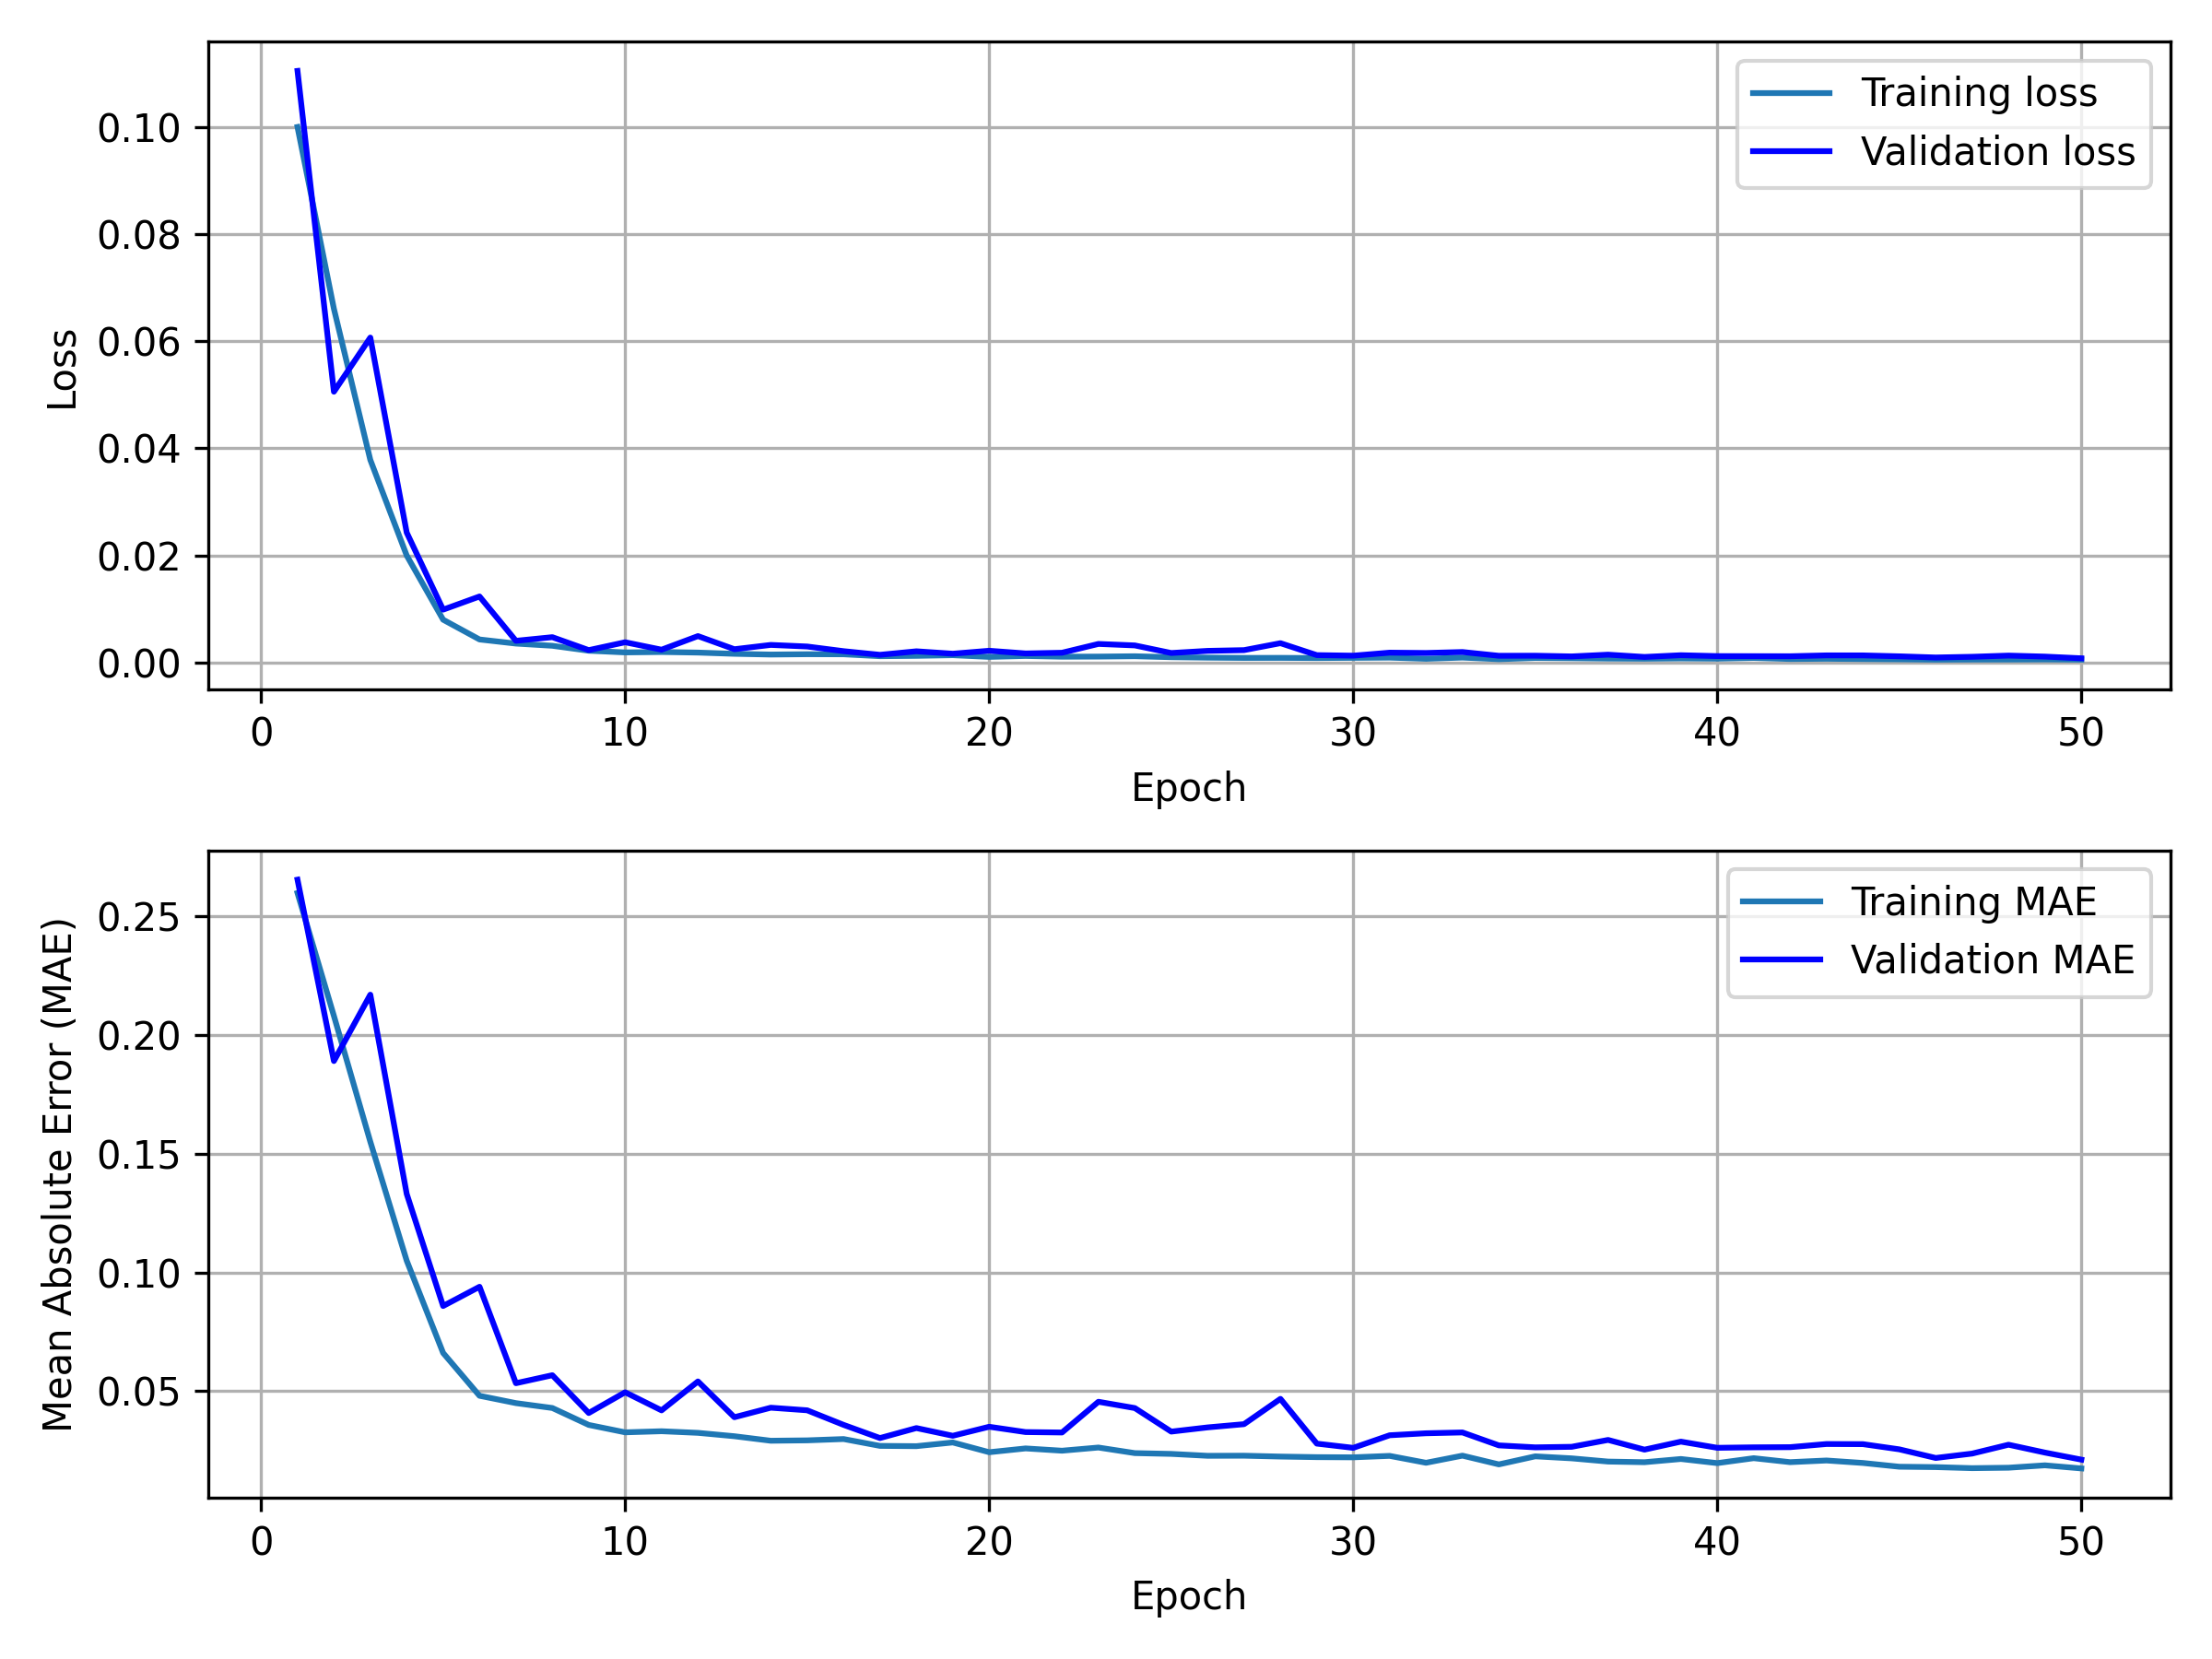 Training loss
Validation loss
0.10
0.08
0.06
0.04
0.02
0.00
Loss
0 10 20 30 40 50
Epoch
Training MAE
Validation MAE
0.25
0.20
0.15
0.10
0.05
Mean Absolute Error (MAE)
0 10 20 30 40 50
Epoch